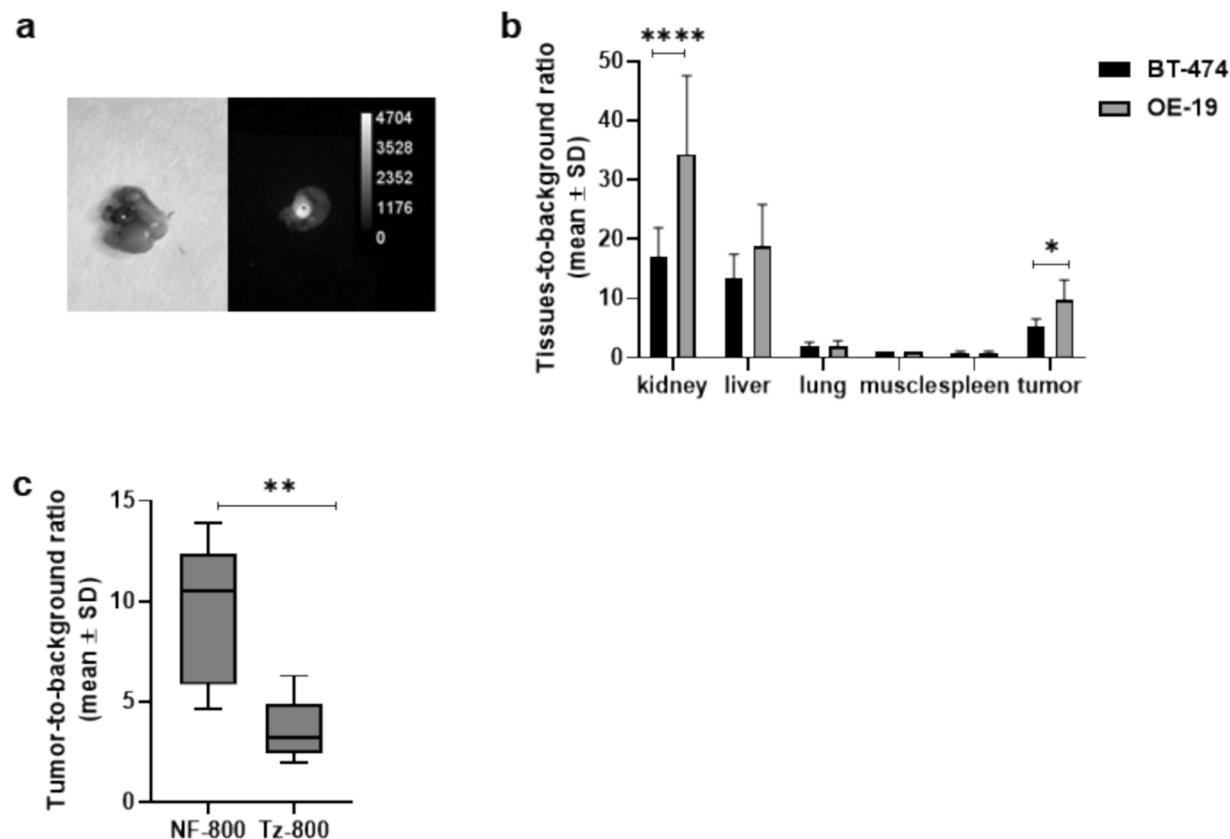 a
4704
3528
2352
1176
0
b
Tissues-to-background ratio
(mean ± SD)
50
40
30
20
10
0
****
*
kidney liver lung muscle spleen tumor
BT-474
OE-19
c
Tumor-to-background ratio
(mean ± SD)
15
10
5
0
**
NF-800 Tz-800